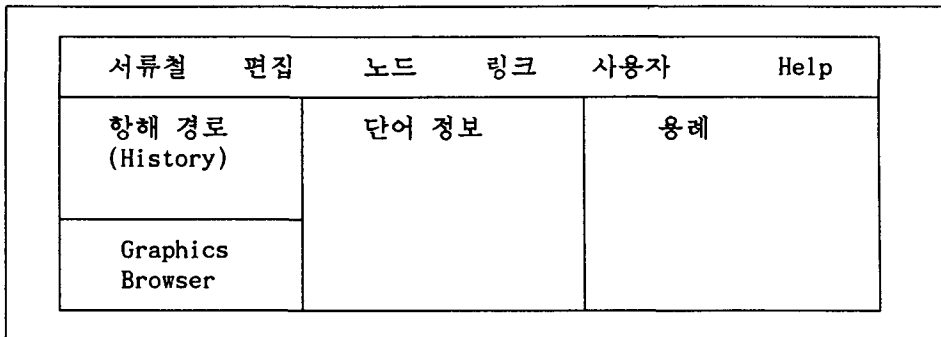 서류철 편집 노드 링크 사용자 Help
항해 경로
(History)
단어 정보
용례
Graphics
Browser